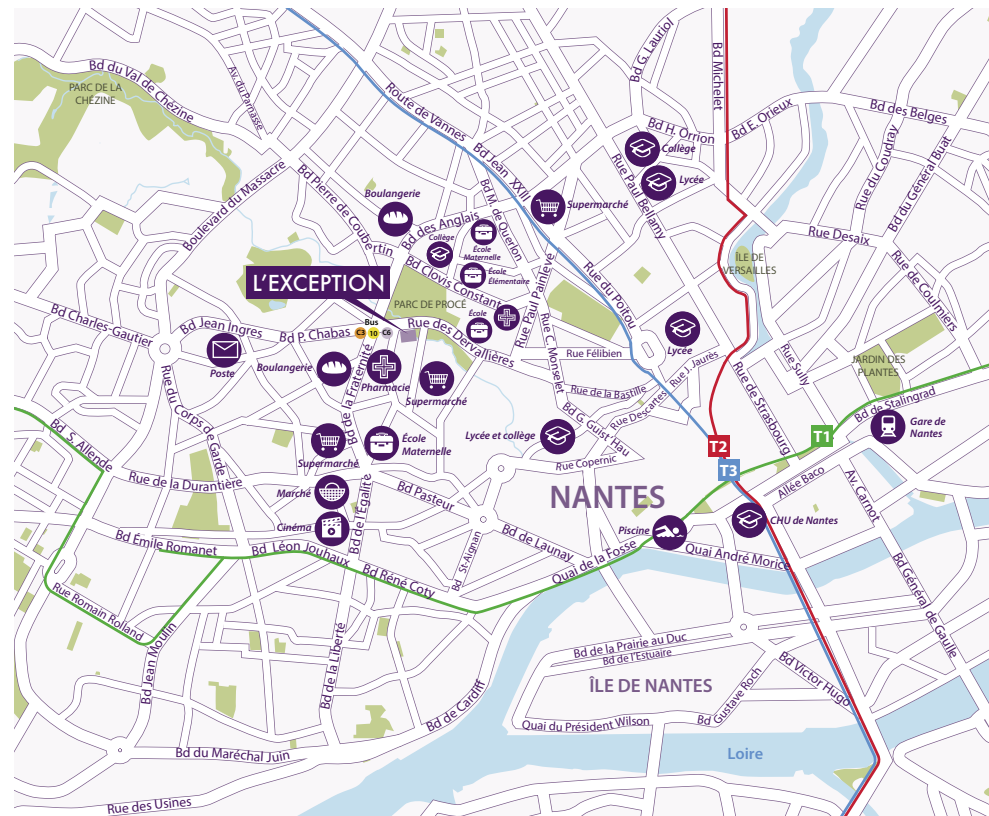 Bd du Val de Chézine
PARC DE LA
CHÉZINE
Av. du Parnasse
Route de Vannes
Bd G. Lauriol
Bd Michelet
Bd E. Orieux
Bd des Belges
Bd H. Orrion
Collège
Lycée
Rue Paul Bellamy
Rue du Coudray
Bd du Général Buat
Bd Jean XXIII
Boulevard du Massacre
Bd Pierre de Coubertin
Boulangerie
Bd des Anglais
Bd M. de Querlon
Supermarché
Collège
École
Maternelle
École
Élémentaire
Rue Desaix
ÎLE DE
VERSAILLES
Rue de Coulmiers
Bd Clovis Constant
L'EXCEPTION
PARC DE PROCÉ
École
Rue Paul Painlevé
Rue du Poitou
Bd Charles-Gautier
Bd Jean Ingres
Bd P. Chabas
Bus
C3
10
C6
Rue des Dervallières
Rue C. Monselet
Rue Félibien
Lycée
Rue J. Jaurès
Rue Sully
JARDIN DES
PLANTES
Poste
Boulangerie
Bd de la Fraternité
Pharmacie
Supermarché
Rue de la Bastille
Rue Descartes
Rue de Strasbourg
Bd de Stalingrad
Gare de
Nantes
Rue du Corps de Garde
Bd S. Allende
Supermarché
École
Maternelle
Lycée et collège
Bd G. Guist'Hau
Rue Copernic
T2
T1
T3
Allée Baco
Av. Carnot
Rue de la Durantière
Marché
Bd Pasteur
NANTES
Cinéma
Bd de l'Égalité
Piscine
CHU de Nantes
Bd Émile Romanet
Bd Léon Jouhaux
Bd René Coty
Bd St-Aignan
Bd de Launay
Quai de la Fosse
Quai André Morice
Bd Général de Gaulle
Rue Romain Rolland
Bd Jean Moulin
Bd de la Liberté
Bd de la Prairie au Duc
Bd de l'Estuaire
ÎLE DE NANTES
Bd Victor Hugo
Bd Gustave Roch
Quai du Président Wilson
Bd de Cardiff
Bd du Maréchal Juin
Loire
Rue des Usines